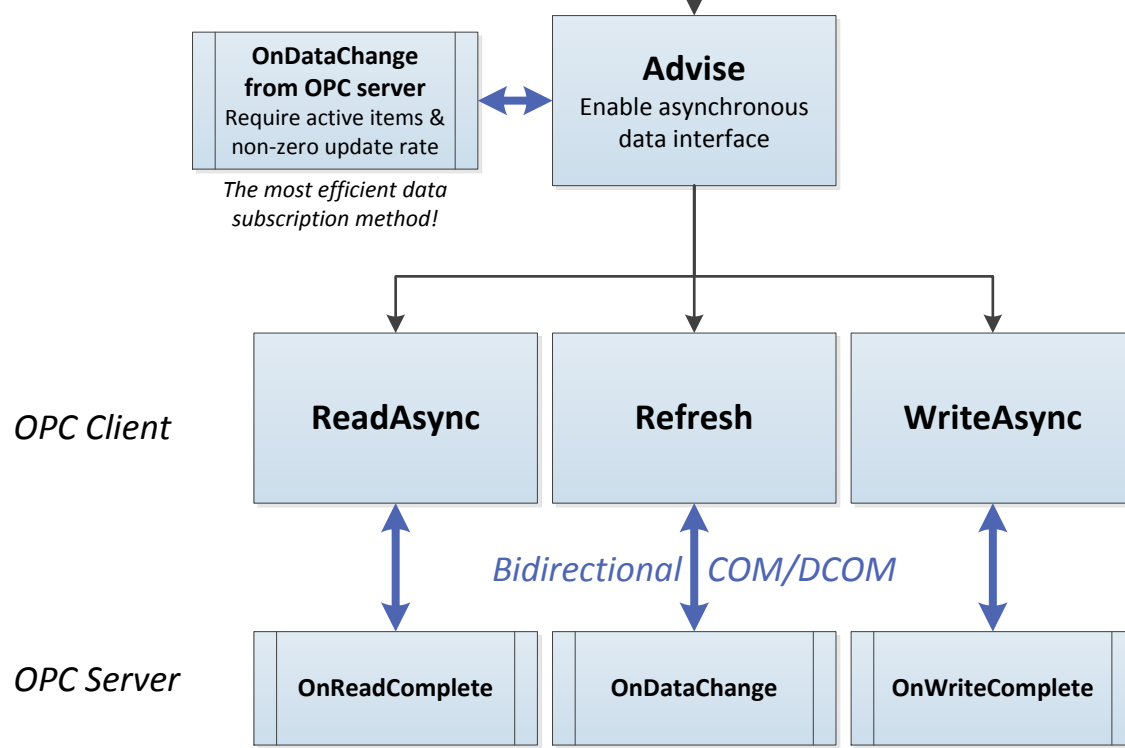 OnDataChange
from OPC server
Require active items &
non-zero update rate
The most efficient data
subscription method!
Advise
Enable asynchronous
data interface
OPC Client
ReadAsync
Refresh
WriteAsync
Bidirectional COM/DCOM
OPC Server
OnReadComplete
OnDataChange
OnWriteComplete